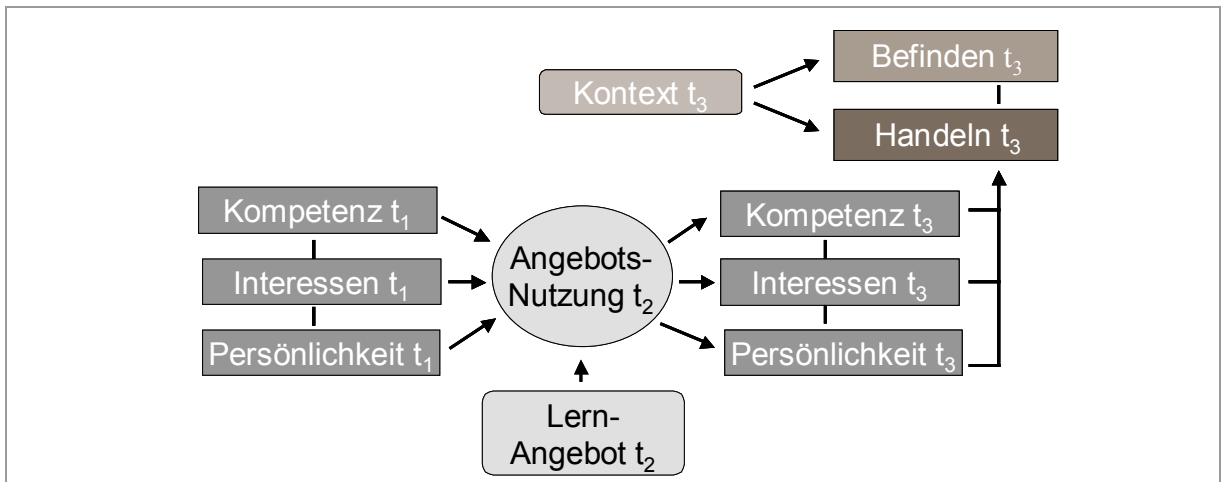 Befinden t₃
Kontext t₃
Handeln t₃
Kompetenz t₁
Kompetenz t₃
Angebots-
Nutzung t₂
Interessen t₁
Interessen t₃
Persönlichkeit t₁
Persönlichkeit t₃
Lern-
Angebot t₂